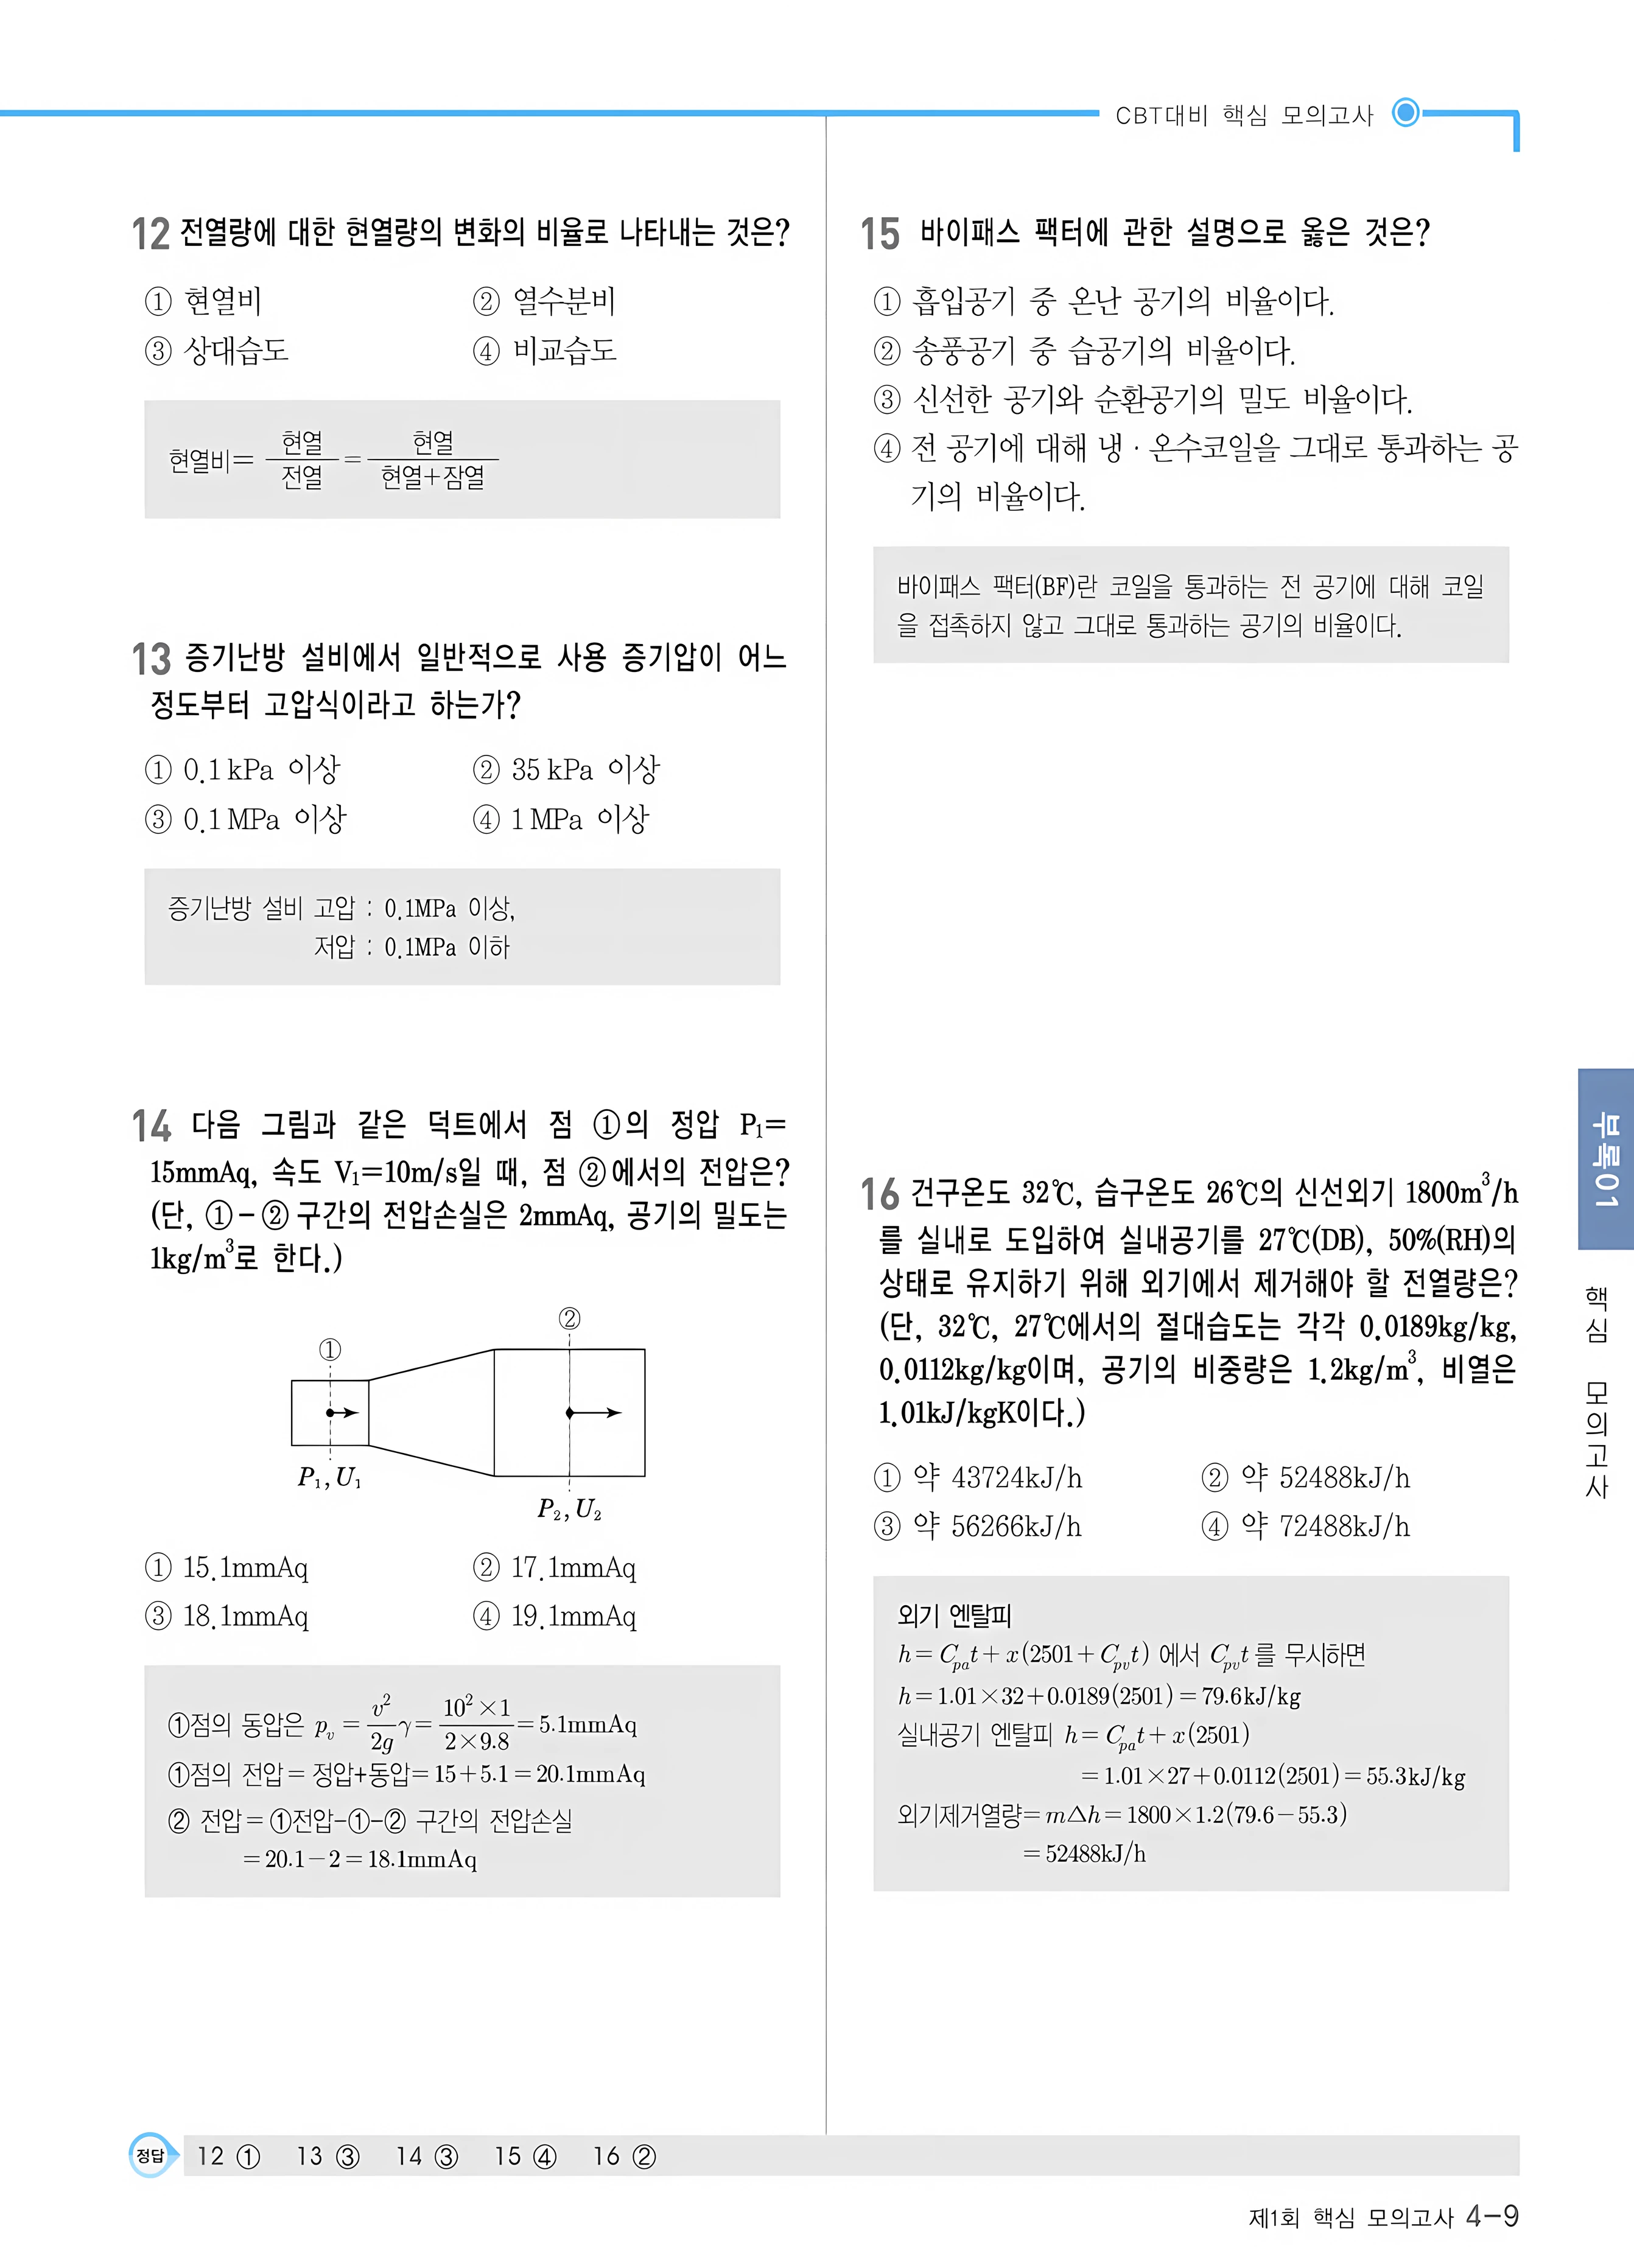 CBT대비 핵심 모의고사
12 전열량에 대한 현열량의 변화의 비율로 나타내는 것은?
① 현열비 ② 열수분비
③ 상대습도 ④ 비교습도
현열비= 현열/전열 = 현열/현열+잠열
13 증기난방 설비에서 일반적으로 사용 증기압이 어느
정도부터 고압식이라고 하는가?
① 0.1kPa 이상 ② 35kPa 이상
③ 0.1MPa 이상 ④ 1MPa 이상
증기난방 설비 고압 : 0.1MPa 이상,
저압 : 0.1MPa 이하
14 다음 그림과 같은 덕트에서 점 ①의 정압 P₁=
15mmAq, 속도 V₁=10m/s일 때, 점 ②에서의 전압은?
(단, ①-② 구간의 전압손실은 2mmAq, 공기의 밀도는
1kg/m³로 한다.)
②
①
P₁, U₁
P₂, U₂
① 15.1mmAq ② 17.1mmAq
③ 18.1mmAq ④ 19.1mmAq
①점의 동압은 pᵥ = v²/2g γ = 10²×1/2×9.8 = 5.1mmAq
①점의 전압= 정압+동압=15+5.1=20.1mmAq
② 전압=①전압-①-② 구간의 전압손실
=20.1-2=18.1mmAq
15 바이패스 팩터에 관한 설명으로 옳은 것은?
① 흡입공기 중 온난 공기의 비율이다.
② 송풍공기 중 습공기의 비율이다.
③ 신선한 공기와 순환공기의 밀도 비율이다.
④ 전 공기에 대해 냉·온수코일을 그대로 통과하는 공
기의 비율이다.
바이패스 팩터(BF)란 코일을 통과하는 전 공기에 대해 코일
을 접촉하지 않고 그대로 통과하는 공기의 비율이다.
16 건구온도 32℃, 습구온도 26℃의 신선외기 1800m³/h
를 실내로 도입하여 실내공기를 27℃(DB), 50%(RH)의
상태로 유지하기 위해 외기에서 제거해야 할 전열량은?
(단, 32℃, 27℃에서의 절대습도는 각각 0.0189kg/kg,
0.0112kg/kg이며, 공기의 비중량은 1.2kg/m³, 비열은
1.01kJ/kgK이다.)
① 약 43724kJ/h ② 약 52488kJ/h
③ 약 56266kJ/h ④ 약 72488kJ/h
외기 엔탈피
h=C_pa t+x(2501+C_pv t) 에서 C_pv t를 무시하면
h=1.01×32+0.0189(2501)=79.6kJ/kg
실내공기 엔탈피 h=C_pa t+x(2501)
=1.01×27+0.0112(2501)=55.3kJ/kg
외기제거열량=m△h=1800×1.2(79.6-55.3)
=52488kJ/h
부록01
핵심 모의고사
정답 12 ① 13 ③ 14 ③ 15 ④ 16 ②
제1회 핵심 모의고사 4-9